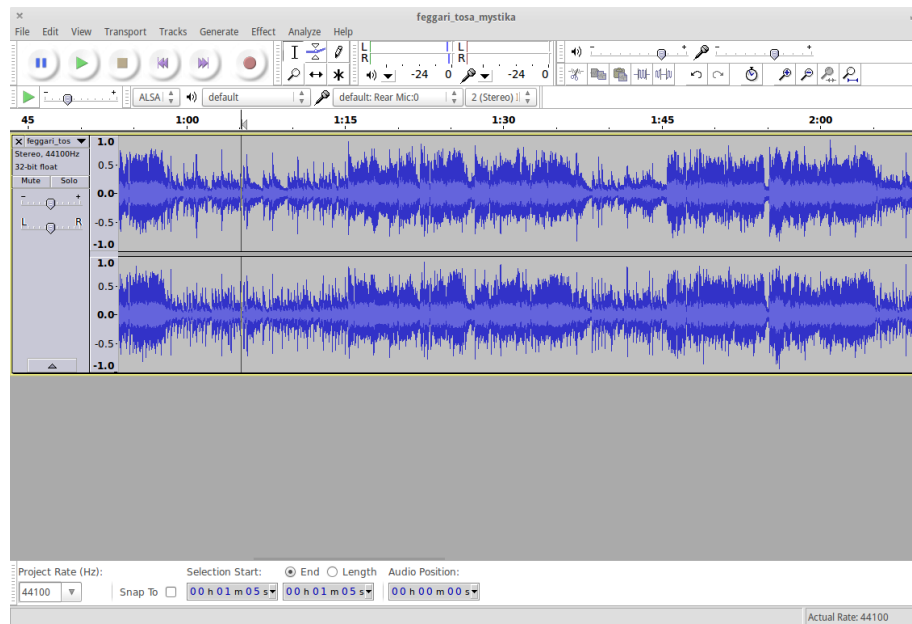 feggari_tosa_mystika
File Edit View Transport Tracks Generate Effect Analyze Help
L
R
-24 0
L
R
-24 0
ALSA default default: Rear Mic:0 2 (Stereo) I
45 1:00 1:15 1:30 1:45 2:00
feggari_tos
Stereo, 44100Hz
32-bit float
Mute Solo
- +
L R
1.0
0.5-
0.0-
-0.5-
-1.0
1.0
0.5-
0.0-
-0.5-
-1.0
Project Rate (Hz): Selection Start: End Length Audio Position:
44100 Snap To 00 h 01 m 05 s 00 h 01 m 05 s 00 h 00 m 00 s
Actual Rate: 44100